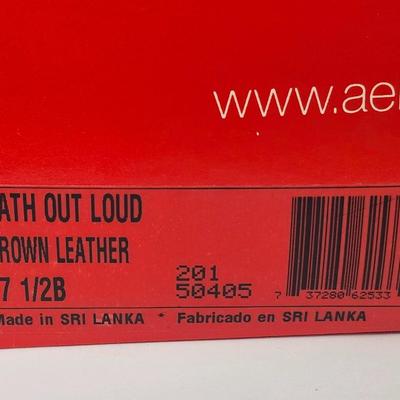 www.ae
ATH OUT LOUD
ROWN LEATHER
7 1/2B
201
50405
7 37280 62533
Made in SRI LANKA * Fabricado en SRI LANKA